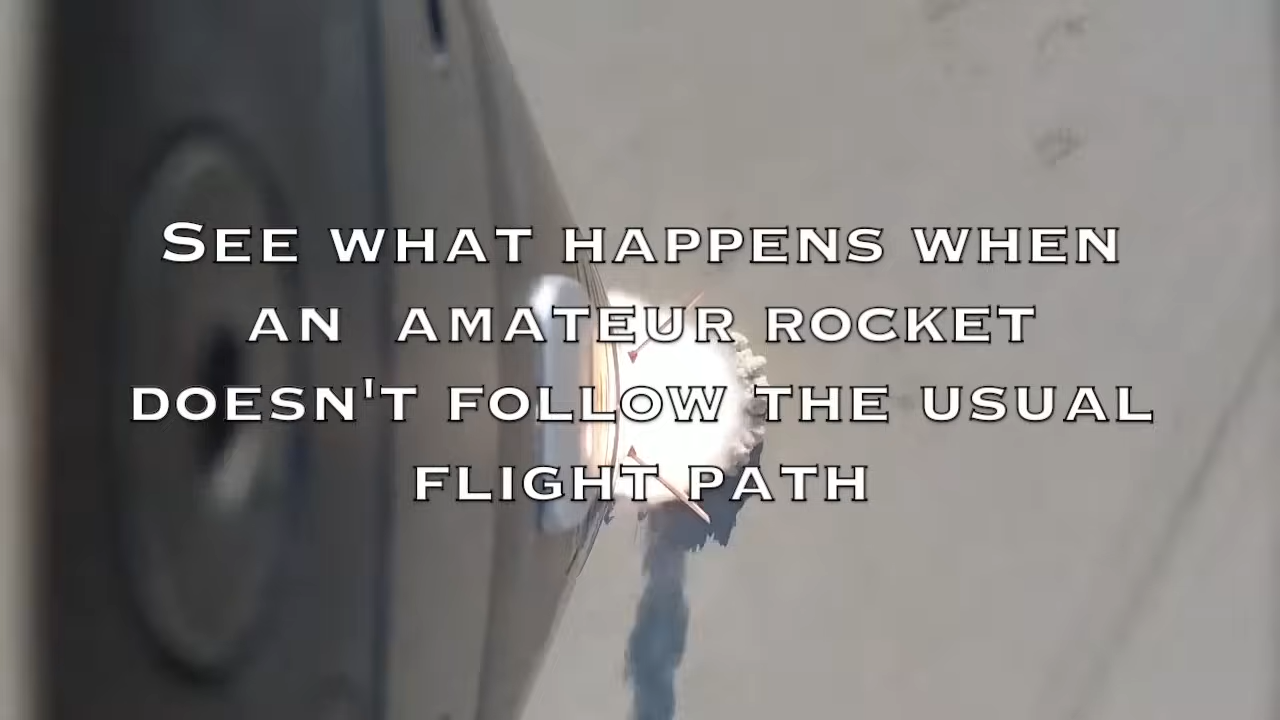 See what happens when
an  amateur rocket
doesn't follow the usual
flight path